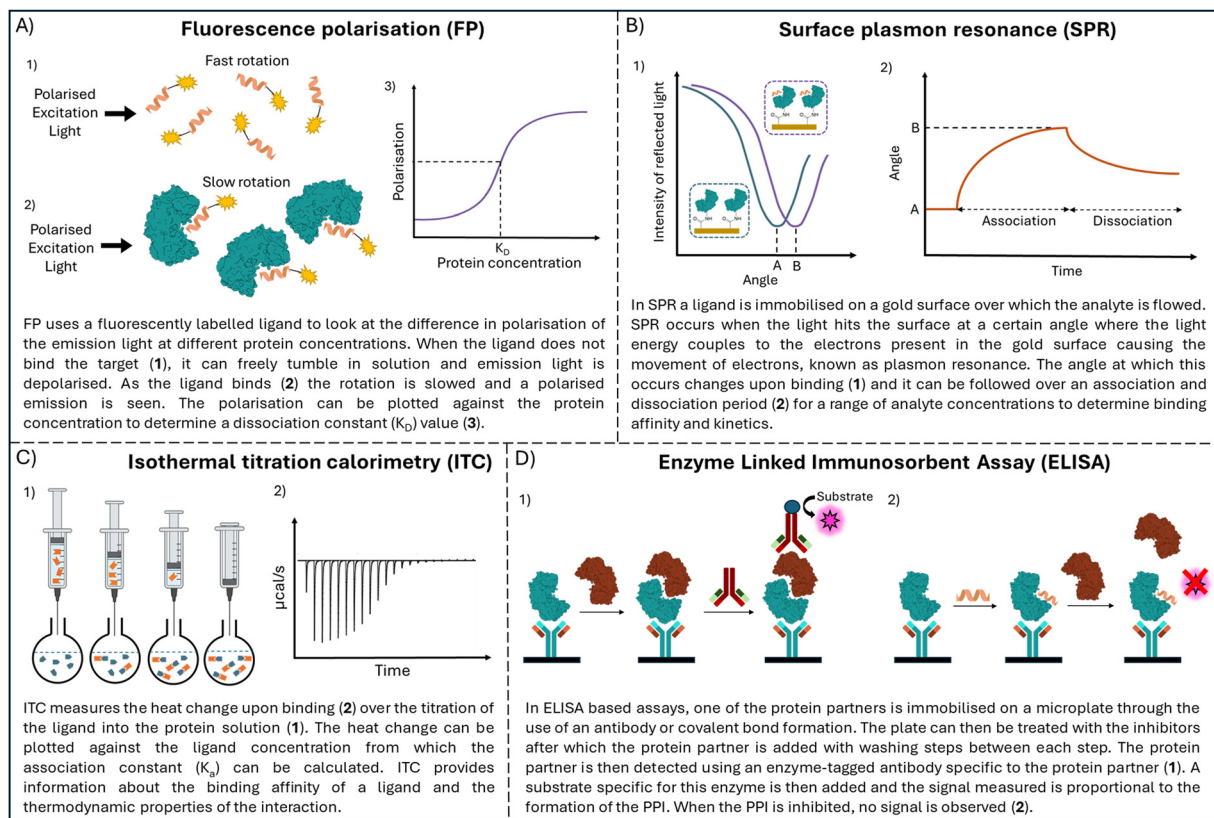 A)
Fluorescence polarisation (FP)
1)
Fast rotation
Polarised
Excitation
Light
Slow rotation
2)
Polarised
Excitation
Light
3)
Polarisation
K_D
Protein concentration
FP uses a fluorescently labelled ligand to look at the difference in polarisation of
the emission light at different protein concentrations. When the ligand does not
bind the target (1), it can freely tumble in solution and emission light is
depolarised. As the ligand binds (2) the rotation is slowed and a polarised
emission is seen. The polarisation can be plotted against the protein
concentration to determine a dissociation constant (K_D) value (3).
B)
Surface plasmon resonance (SPR)
1)
Intensity of reflected light
O
NH
O
NH
O
NH
O
NH
A
B
Angle
2)
B
Angle
A
Association
Dissociation
Time
In SPR a ligand is immobilised on a gold surface over which the analyte is flowed.
SPR occurs when the light hits the surface at a certain angle where the light
energy couples to the electrons present in the gold surface causing the
movement of electrons, known as plasmon resonance. The angle at which this
occurs changes upon binding (1) and it can be followed over an association and
dissociation period (2) for a range of analyte concentrations to determine binding
affinity and kinetics.
C)
Isothermal titration calorimetry (ITC)
1)
2)
μcal/s
Time
ITC measures the heat change upon binding (2) over the titration of
the ligand into the protein solution (1). The heat change can be
plotted against the ligand concentration from which the
association constant (K_a) can be calculated. ITC provides
information about the binding affinity of a ligand and the
thermodynamic properties of the interaction.
D)
Enzyme Linked Immunosorbent Assay (ELISA)
1)
Substrate
2)
In ELISA based assays, one of the protein partners is immobilised on a microplate through the
use of an antibody or covalent bond formation. The plate can then be treated with the inhibitors
after which the protein partner is added with washing steps between each step. The protein
partner is then detected using an enzyme-tagged antibody specific to the protein partner (1). A
substrate specific for this enzyme is then added and the signal measured is proportional to the
formation of the PPI. When the PPI is inhibited, no signal is observed (2).